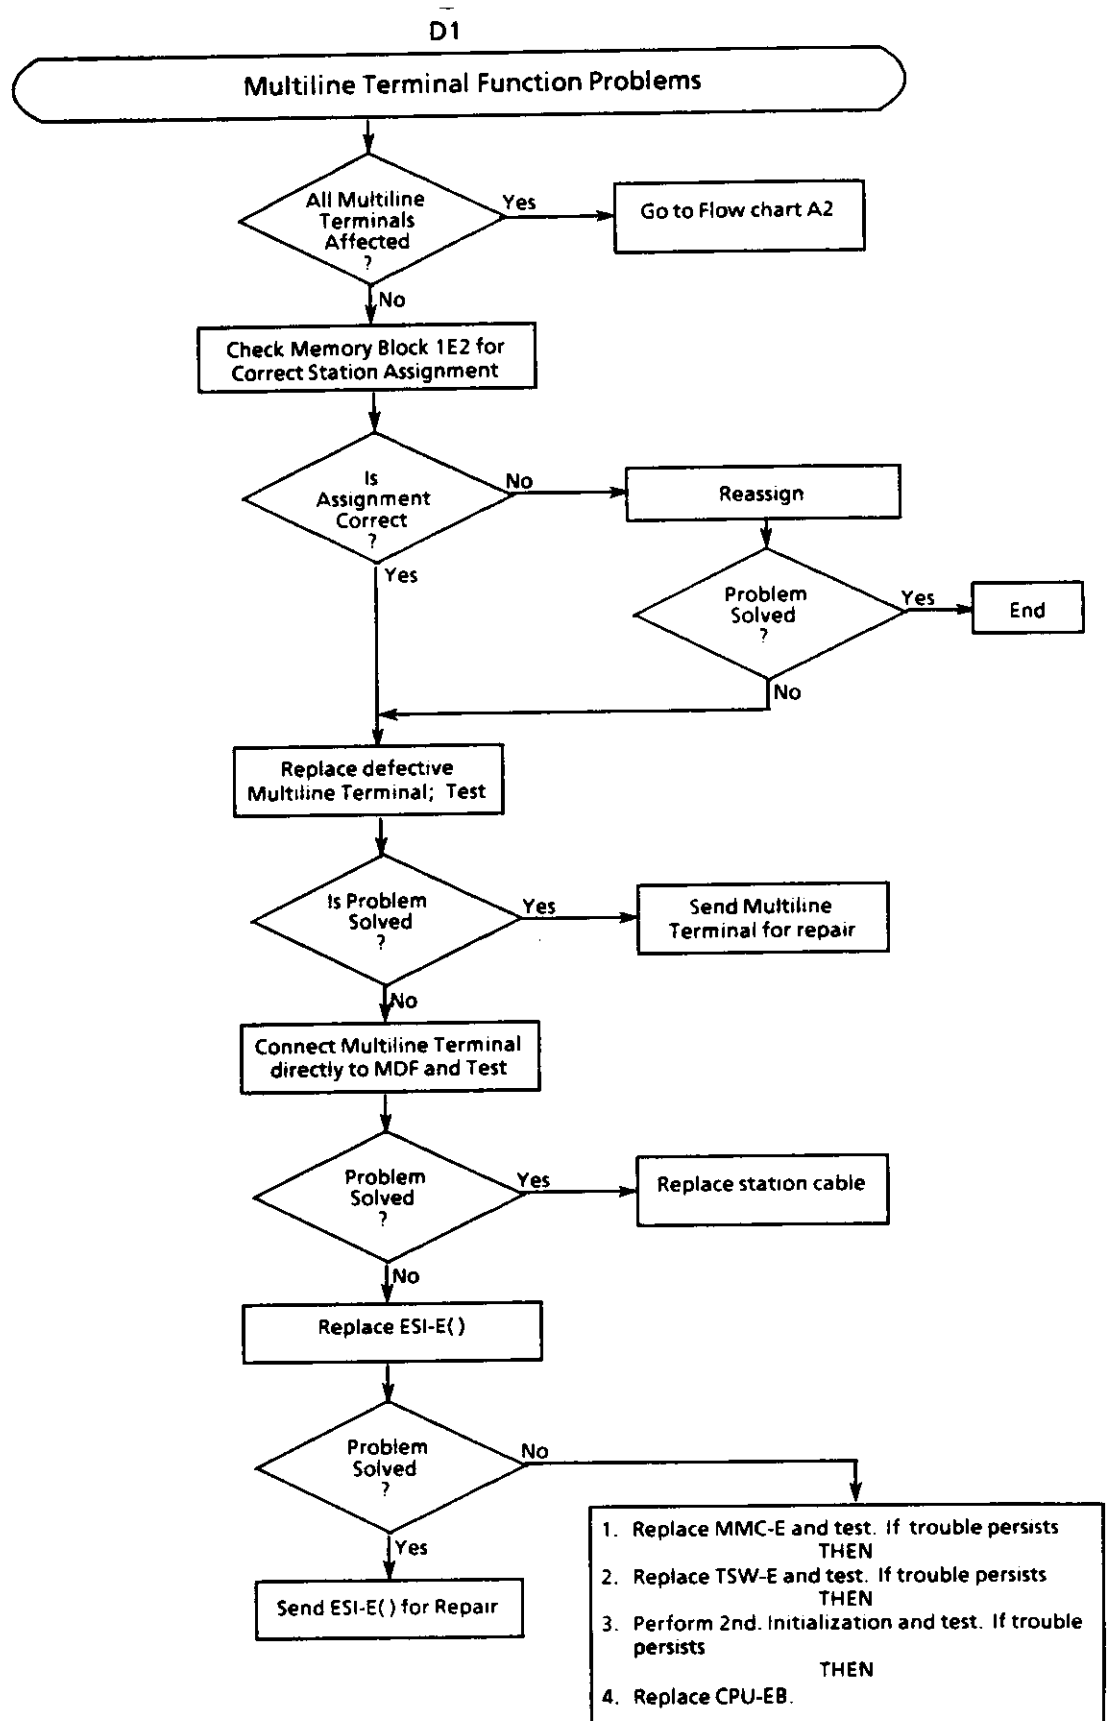 D1
Multiline Terminal Function Problems
All Multiline
Terminals
Affected
?
Yes
Go to Flow chart A2
No
Check Memory Block 1E2 for
Correct Station Assignment
Is
Assignment
Correct
?
No
Reassign
Yes
Problem
Solved
?
Yes
End
No
Replace defective
Multiline Terminal; Test
Is Problem
Solved
?
Yes
Send Multiline
Terminal for repair
No
Connect Multiline Terminal
directly to MDF and Test
Problem
Solved
?
Yes
Replace station cable
No
Replace ESI-E( )
Problem
Solved
?
No
Yes
Send ESI-E( ) for Repair
1. Replace MMC-E and test. If trouble persists
THEN
2. Replace TSW-E and test. If trouble persists
THEN
3. Perform 2nd. Initialization and test. If trouble
persists
THEN
4. Replace CPU-EB.